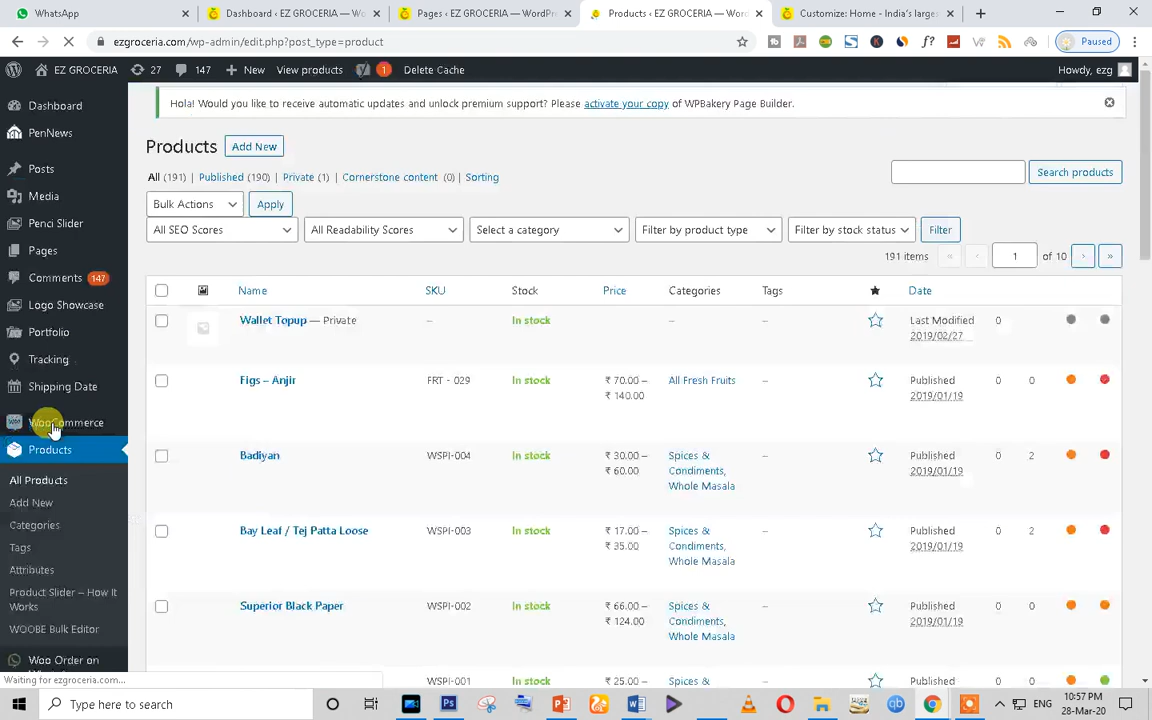 WhatsApp
Dashboard ‹ EZ GROCERIA — Wo
Pages ‹ EZ GROCERIA — WordPr
Products ‹ EZ GROCERIA — Wor
Customize: Home - India's larges
ezgroceria.com/wp-admin/edit.php?post_type=product
Paused
EZ GROCERIA 27 147 New View products 1 Delete Cache Howdy, ezg
Dashboard
PenNews
Posts
Media
Penci Slider
Pages
Comments 147
Logo Showcase
Portfolio
Tracking
Shipping Date
WooCommerce
Products
All Products
Add New
Categories
Tags
Attributes
Product Slider – How It
Works
WOOBE Bulk Editor
Woo Order on
Waiting for ezgroceria.com...
Hola! Would you like to receive automatic updates and unlock premium support? Please activate your copy of WPBakery Page Builder.
Products Add New
All (191) | Published (190) | Private (1) | Cornerstone content (0) | Sorting
Search products
Bulk Actions Apply
All SEO Scores All Readability Scores Select a category Filter by product type Filter by stock status Filter
191 items « ‹ 1 of 10 › »
Name SKU Stock Price Categories Tags Date
Wallet Topup — Private – In stock – – Last Modified 0
2019/02/27
Figs – Anjir FRT - 029 In stock ₹ 70.00 – All Fresh Fruits – Published 0 0
₹ 140.00 2019/01/19
Badiyan WSPI-004 In stock ₹ 30.00 – Spices & – Published 0 2
₹ 60.00 Condiments, 2019/01/19
Whole Masala
Bay Leaf / Tej Patta Loose WSPI-003 In stock ₹ 17.00 – Spices & – Published 0 2
₹ 35.00 Condiments, 2019/01/19
Whole Masala
Superior Black Paper WSPI-002 In stock ₹ 66.00 – Spices & – Published 0 0
₹ 124.00 Condiments, 2019/01/19
Whole Masala
WSPI-001 In stock ₹ 25.00 – Spices & – Published 0 0
Type here to search
ENG
10:57 PM
28-Mar-20